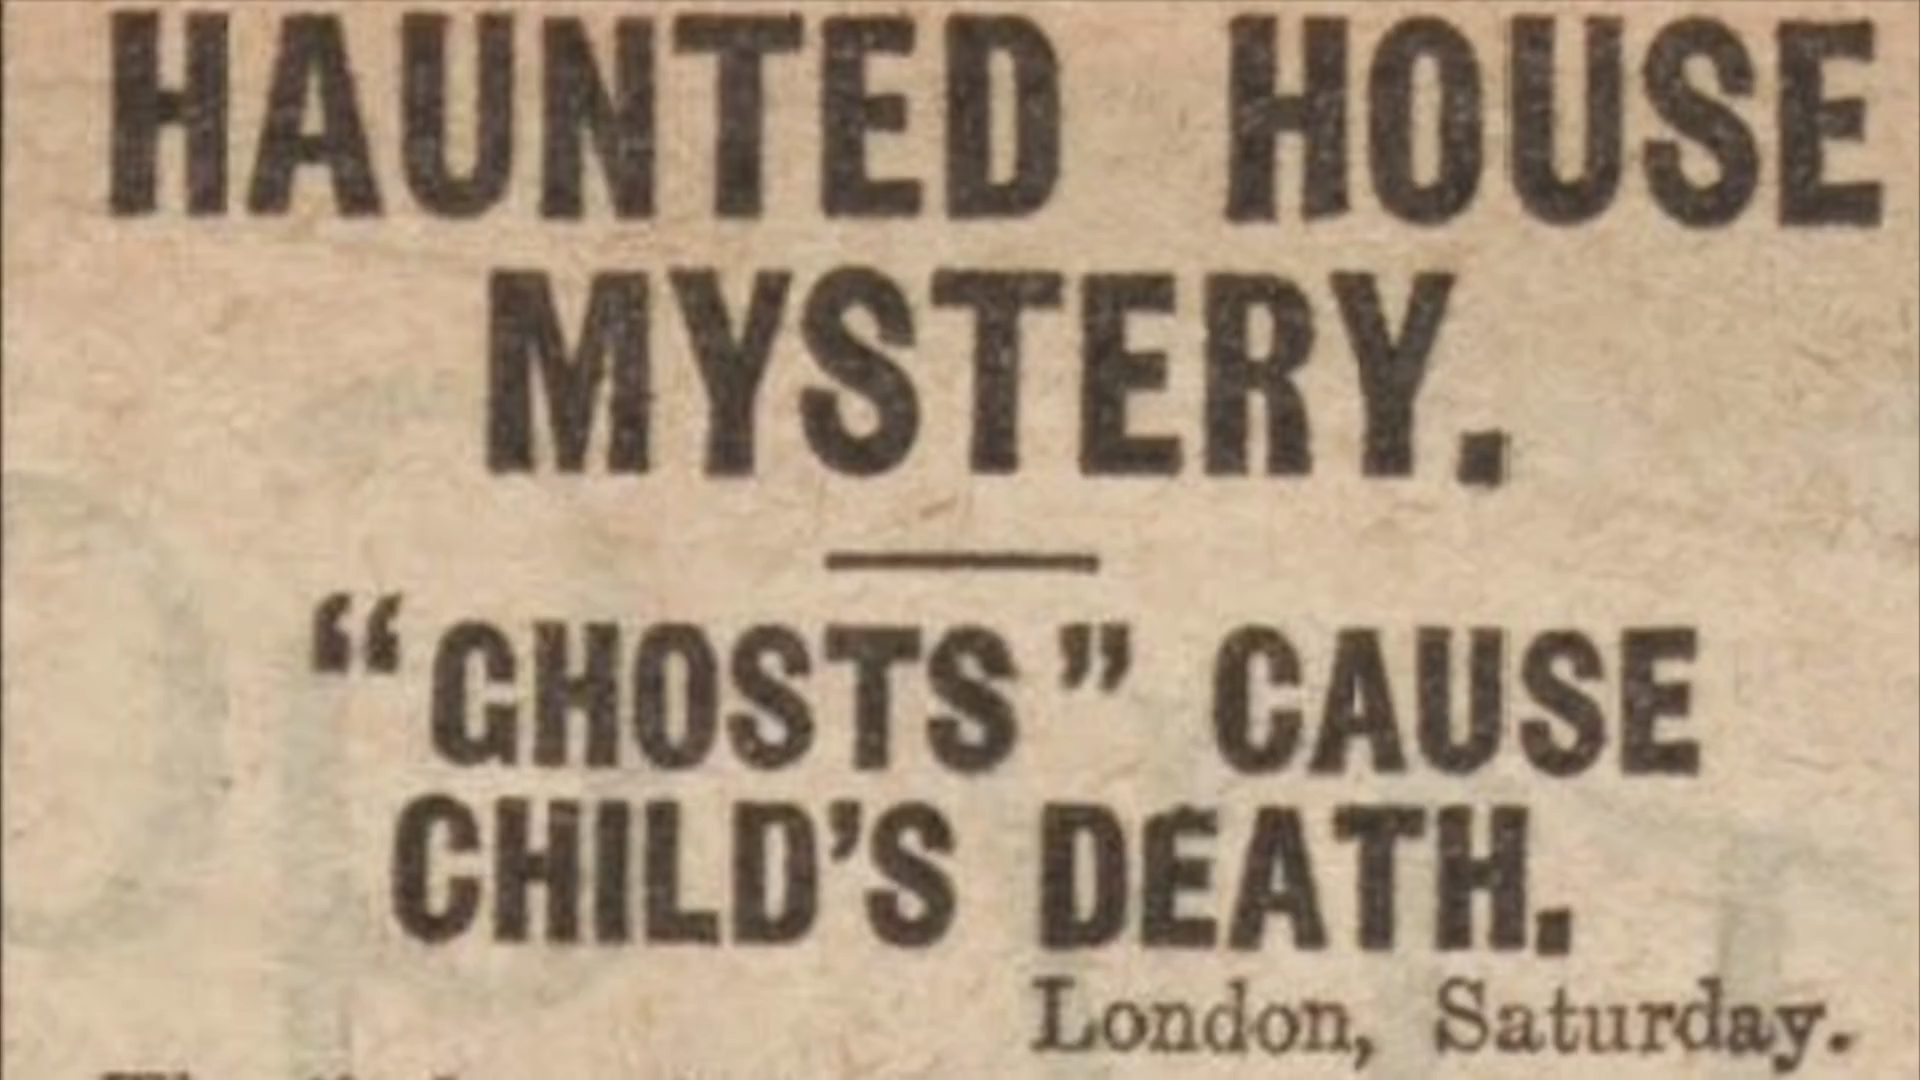 HAUNTED HOUSE
MYSTERY.
“GHOSTS” CAUSE
CHILD’S DEATH.
London, Saturday.